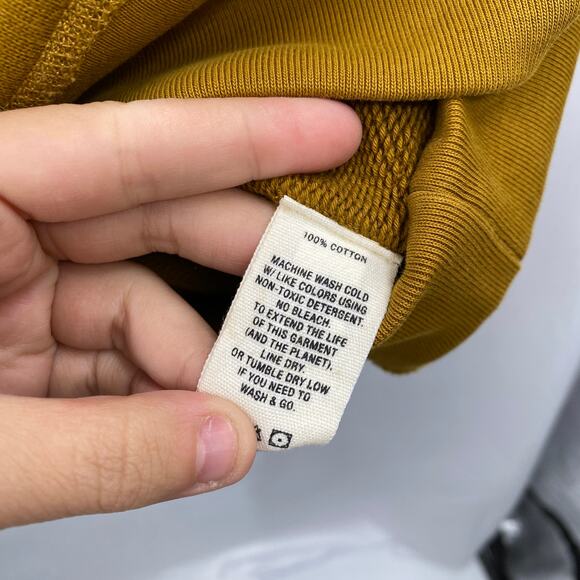 100% COTTON
MACHINE WASH COLD
W/ LIKE COLORS USING
NON-TOXIC DETERGENT.
NO BLEACH.
TO EXTEND THE LIFE
OF THIS GARMENT
(AND THE PLANET),
LINE DRY.
OR TUMBLE DRY LOW
IF YOU NEED TO
WASH & GO.